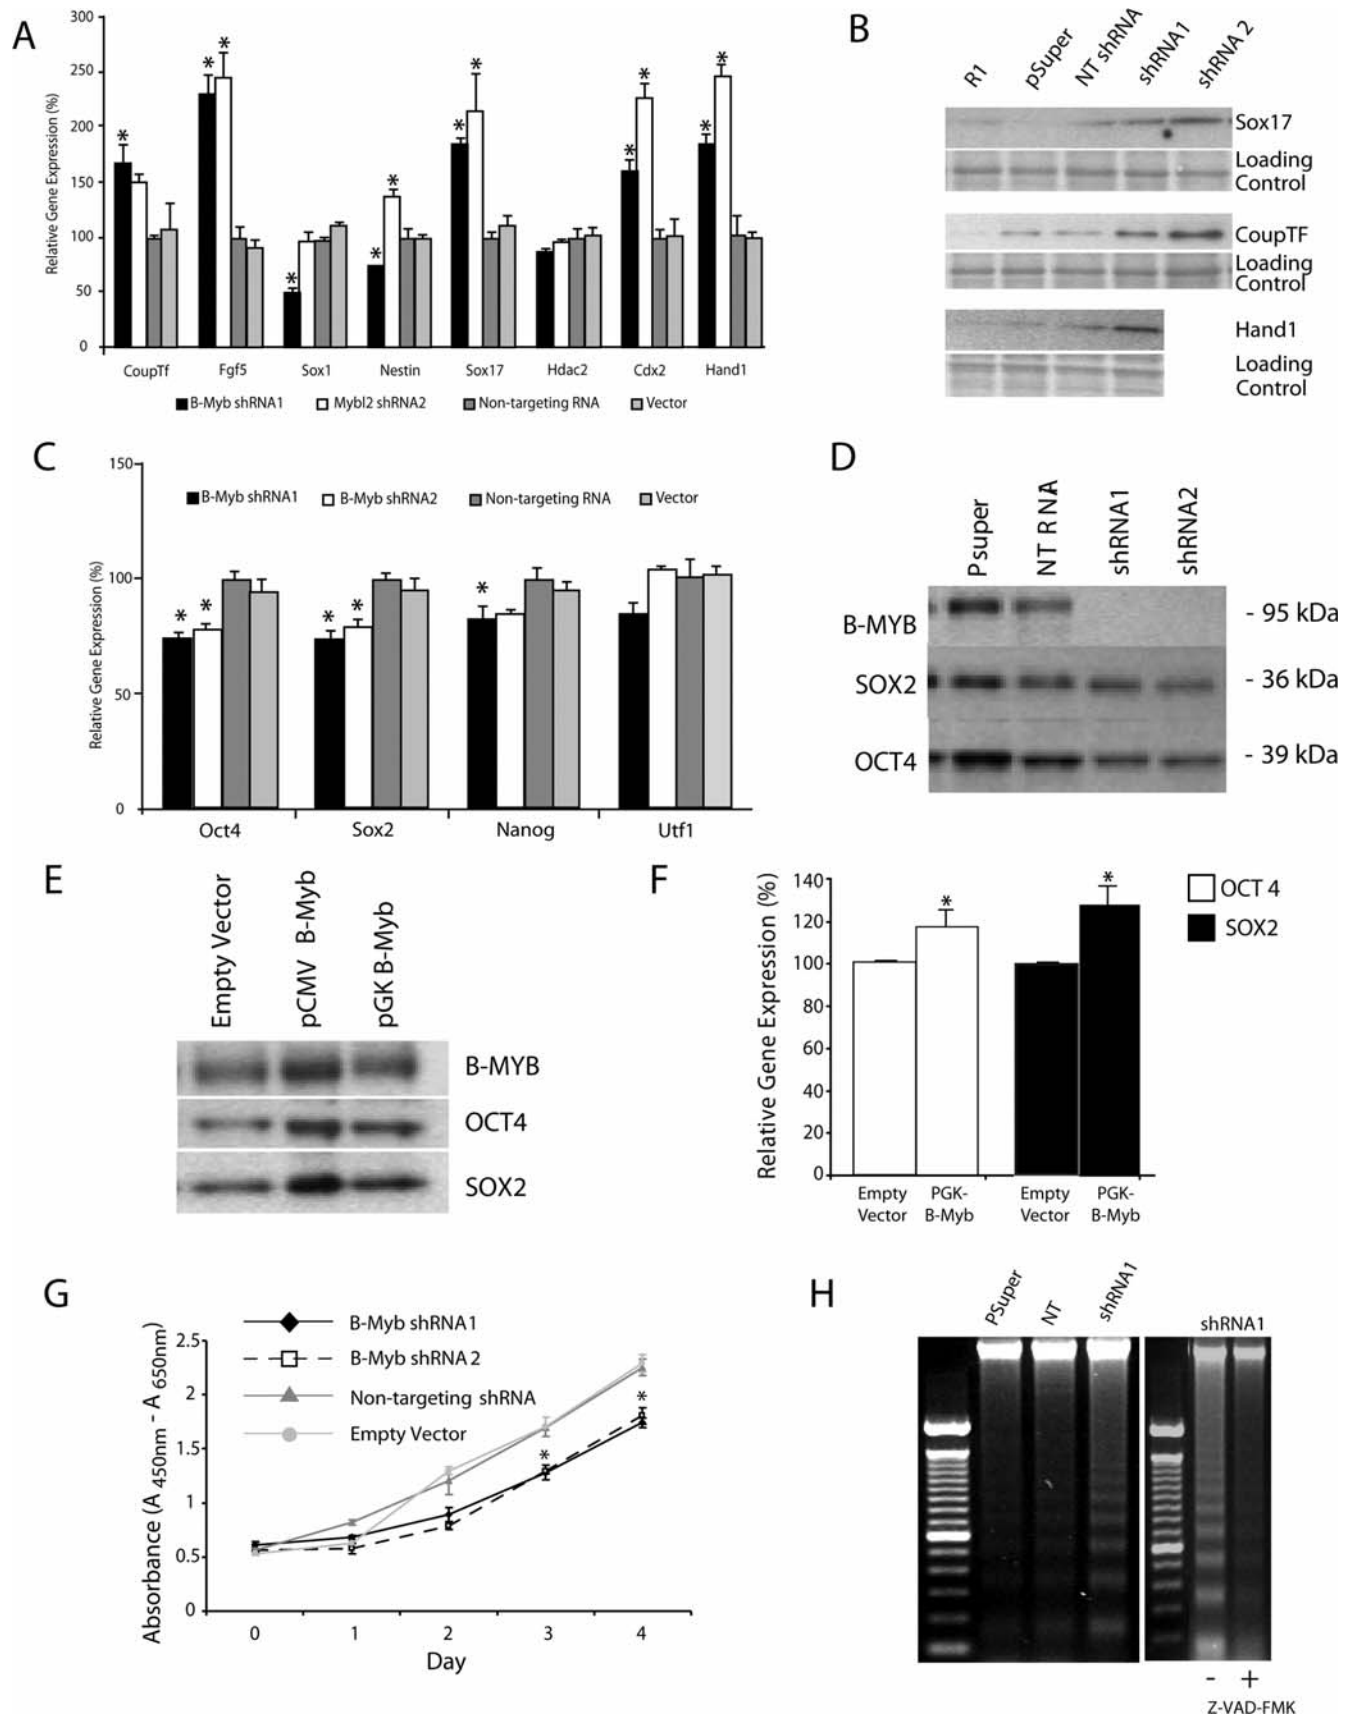 A
Relative Gene Expression (%)
300
250
200
150
100
50
0
* * * * * * * * * * * *
CoupTf Fgf5 Sox1 Nestin Sox17 Hdac2 Cdx2 Hand1
B-Myb shRNA1 Mybl2 shRNA2 Non-targeting RNA Vector
B
R1 pSuper NT shRNA shRNA1 shRNA 2
Sox17
Loading
Control
CoupTF
Loading
Control
Hand1
Loading
Control
C
Relative Gene Expression (%)
150
100
50
0
B-Myb shRNA1 B-Myb shRNA2 Non-targeting RNA Vector
* * * * *
Oct4 Sox2 Nanog Utf1
D
Psuper NT RNA shRNA1 shRNA2
B-MYB - 95 kDa
SOX2 - 36 kDa
OCT4 - 39 kDa
E
Empty Vector pCMV B-Myb pGK B-Myb
B-MYB
OCT4
SOX2
F
Relative Gene Expression (%)
140
120
100
80
60
40
20
0
* *
OCT 4
SOX2
Empty Vector PGK-B-Myb Empty Vector PGK-B-Myb
G
B-Myb shRNA1
B-Myb shRNA 2
Non-targeting shRNA
Empty Vector
Absorbance (A 450nm - A 650nm)
2.5
2
1.5
1
0.5
0
* *
0 1 2 3 4
Day
H
PSuper NT shRNA1 shRNA1
- +
Z-VAD-FMK